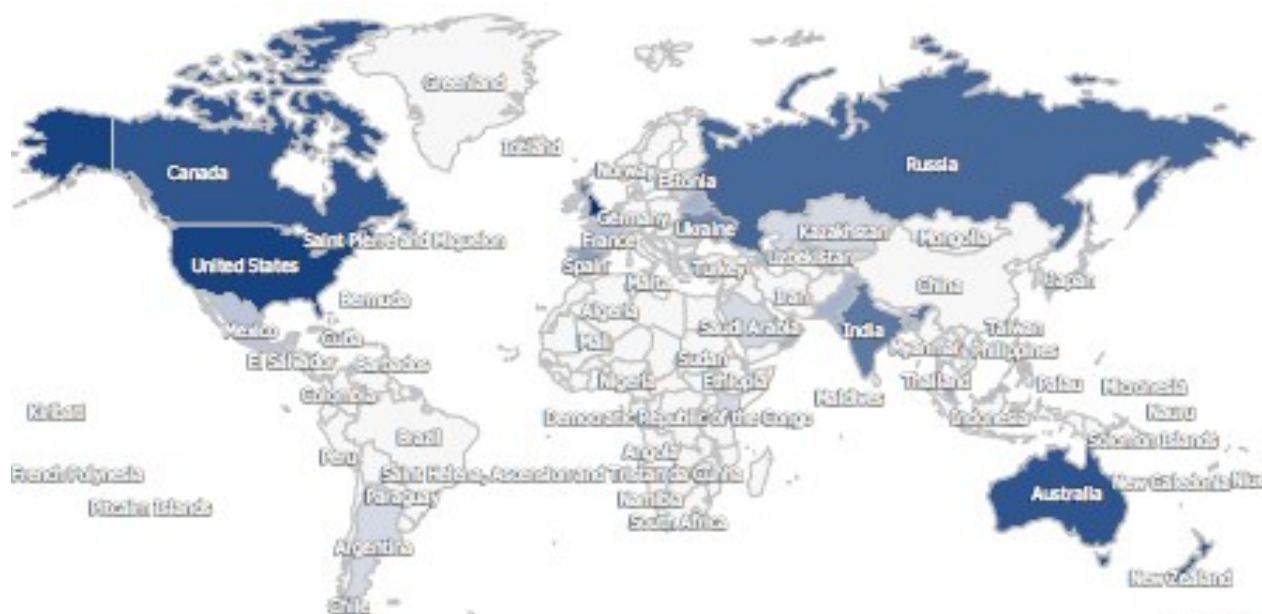 Greenland
Iceland
Canada
Norway
Estonia
Russia
Germany
Ukraine
Saint Pierre and Miquelon
France
Kazakhstan
Mongolia
United States
Spain
Uzbekistan
Turkey
Malta
Iran
China
Japan
Bermuda
Algeria
Mexico
Cuba
Mali
Saudi Arabia
India
Taiwan
El Salvador
Barbados
Sudan
Myanmar
Philippines
Colombia
Nigeria
Ethiopia
Maldives
Thailand
Palau
Micronesia
Kiribati
Democratic Republic of the Congo
Indonesia
Nauru
Brazil
Solomon Islands
Peru
Angola
French Polynesia
Saint Helena, Ascension and Tristan da Cunha
Paraguay
Namibia
Australia
New Caledonia
Niu
Pitcairn Islands
South Africa
Argentina
New Zealand
Chile